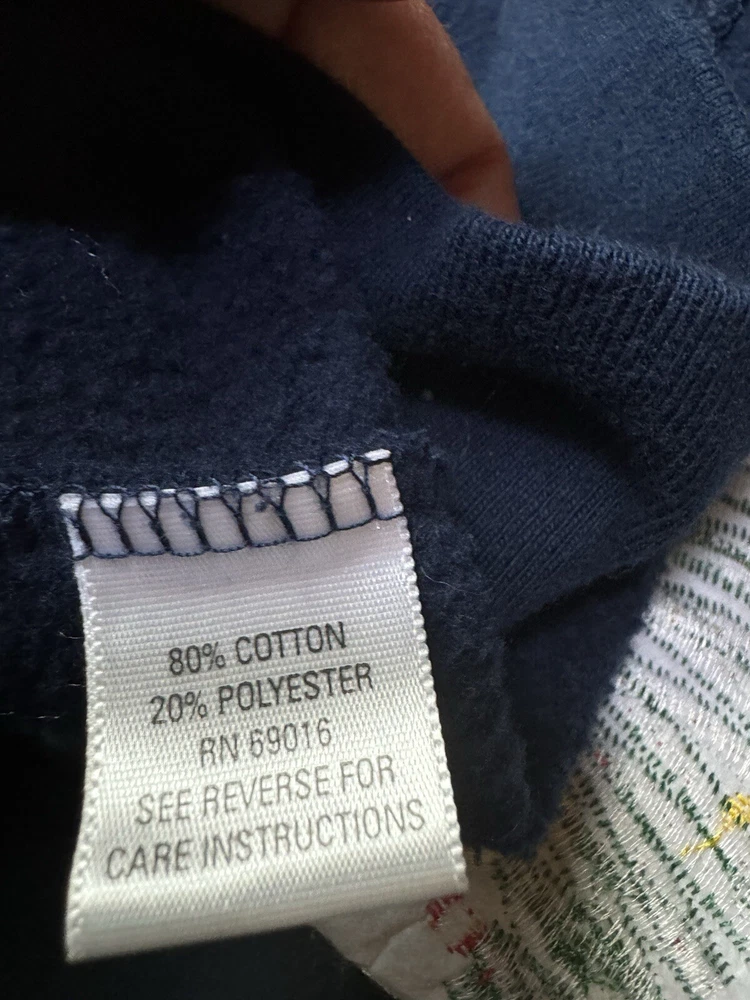 80% COTTON
20% POLYESTER
RN 69016
SEE REVERSE FOR
CARE INSTRUCTIONS